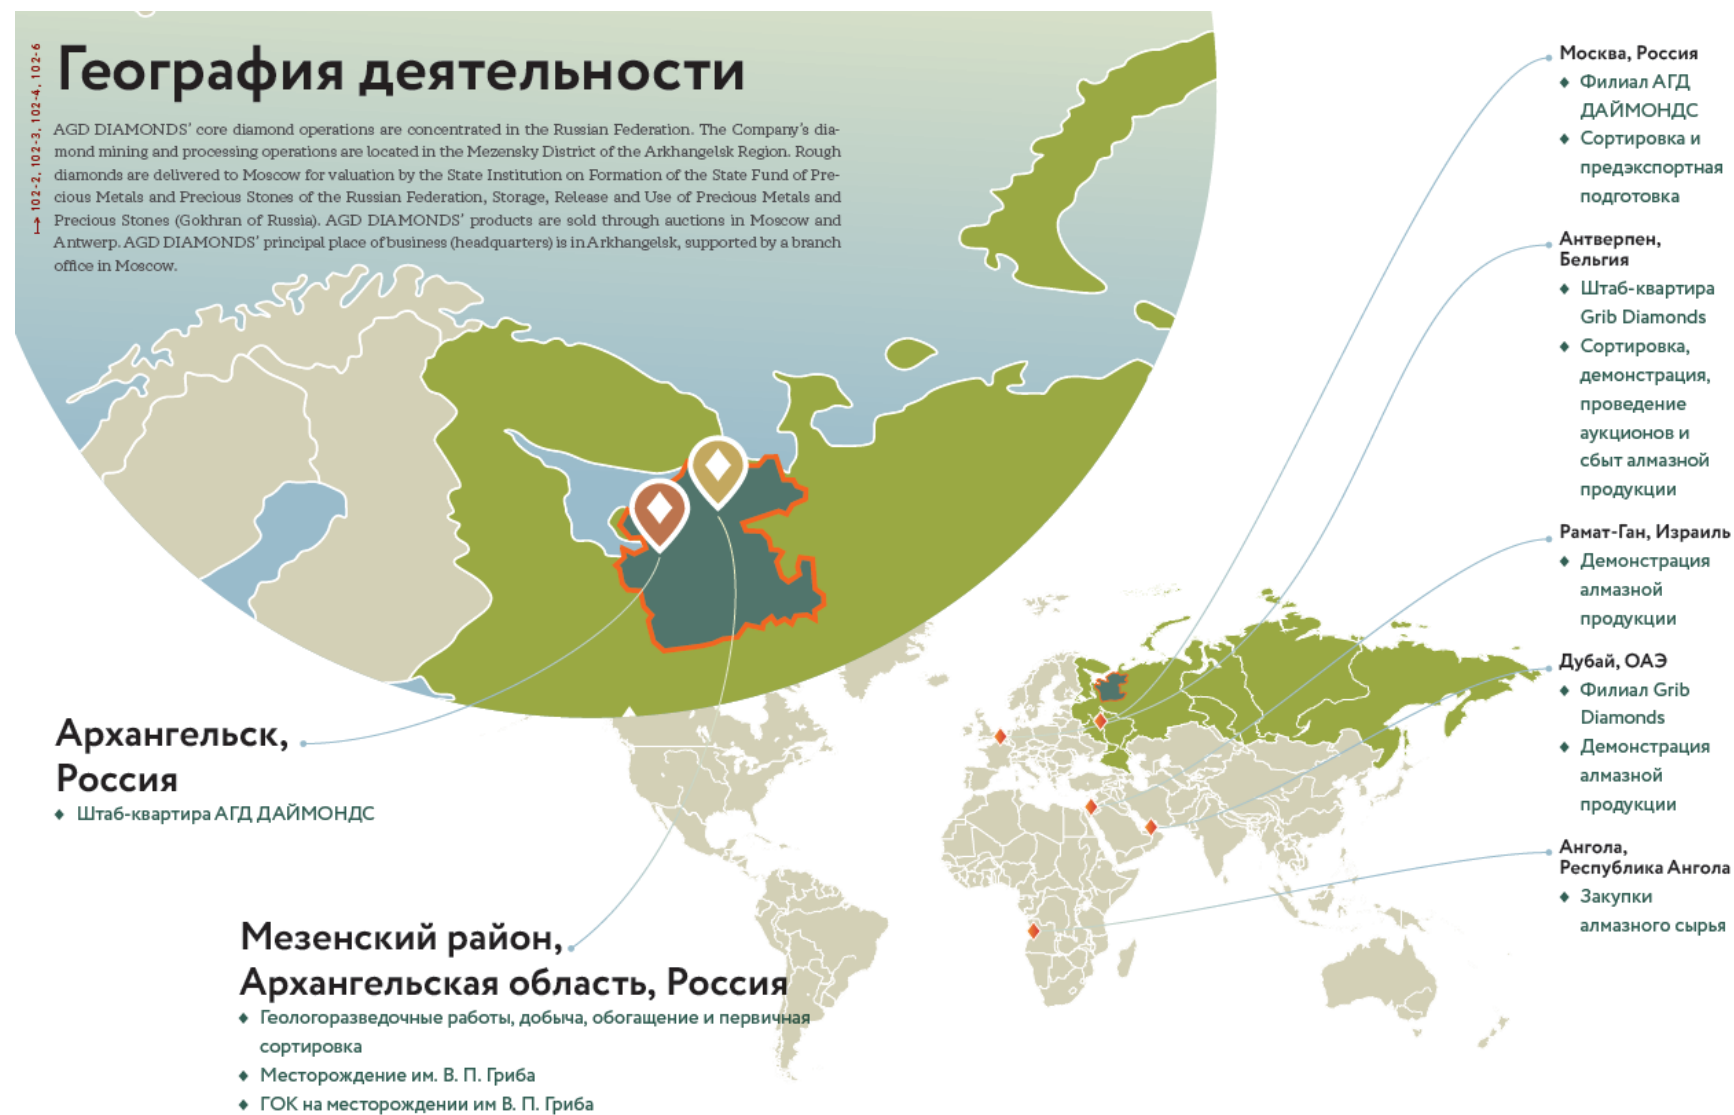 География деятельности
→ 102-2, 102-3, 102-4, 102-6
AGD DIAMONDS’ core diamond operations are concentrated in the Russian Federation. The Company’s dia-
mond mining and processing operations are located in the Mezensky District of the Arkhangelsk Region. Rough
diamonds are delivered to Moscow for valuation by the State Institution on Formation of the State Fund of Pre-
cious Metals and Precious Stones of the Russian Federation, Storage, Release and Use of Precious Metals and
Precious Stones (Gokhran of Russia). AGD DIAMONDS’ products are sold through auctions in Moscow and
Antwerp. AGD DIAMONDS’ principal place of business (headquarters) is in Arkhangelsk, supported by a branch
office in Moscow.
Архангельск,
Россия
Штаб-квартира АГД ДАЙМОНДС
Мезенский район,
Архангельская область, Россия
Геологоразведочные работы, добыча, обогащение и первичная
сортировка
Месторождение им. В. П. Гриба
ГОК на месторождении им В. П. Гриба
Москва, Россия
Филиал АГД
ДАЙМОНДС
Сортировка и
предэкспортная
подготовка
Антверпен,
Бельгия
Штаб-квартира
Grib Diamonds
Сортировка,
демонстрация,
проведение
аукционов и
сбыт алмазной
продукции
Рамат-Ган, Израиль
Демонстрация
алмазной
продукции
Дубай, ОАЭ
Филиал Grib
Diamonds
Демонстрация
алмазной
продукции
Ангола,
Республика Ангола
Закупки
алмазного сырья